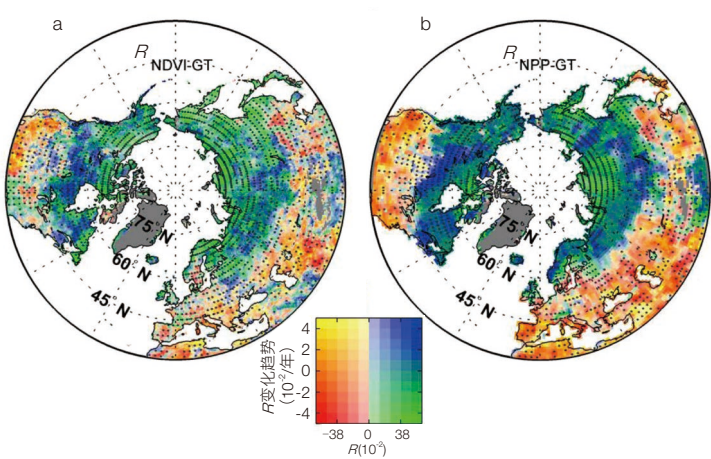 a
R
NDVI-GT
75°N
60°N
45°N
b
R
NPP-GT
75°N
60°N
45°N
R变化趋势
(10-2/年)
4
2
0
-2
-4
-38 0 38
R(10-2)